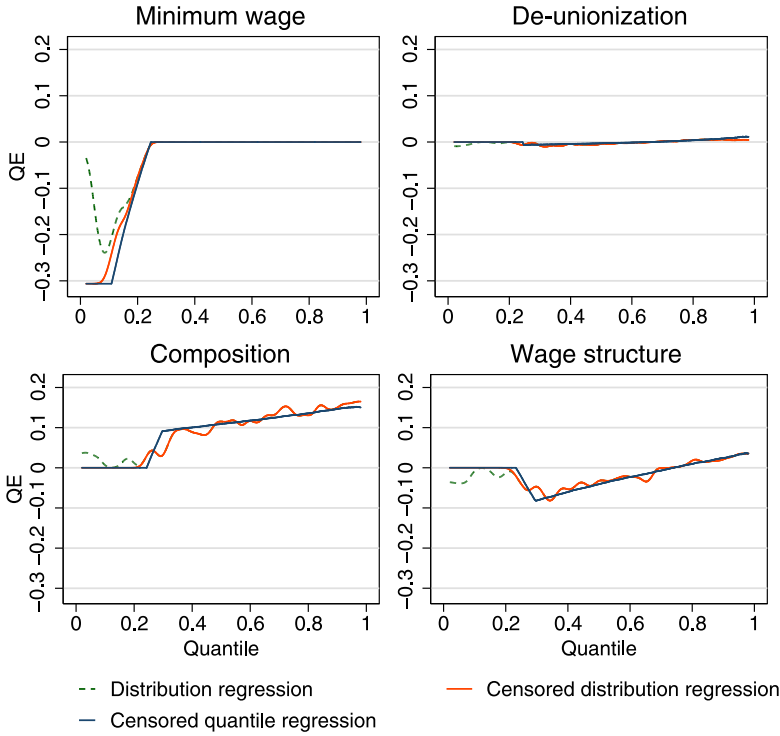 Minimum wage
De-unionization
QE
0.2
0.1
0
−0.1
−0.2
−0.3
0 0.2 0.4 0.6 0.8 1
0.2
0.1
0
−0.1
−0.2
−0.3
0 0.2 0.4 0.6 0.8 1
Composition
Wage structure
QE
0.2
0.1
0
−0.1
−0.2
−0.3
0 0.2 0.4 0.6 0.8 1
Quantile
0.2
0.1
0
−0.1
−0.2
−0.3
0 0.2 0.4 0.6 0.8 1
Quantile
Distribution regression
Censored distribution regression
Censored quantile regression